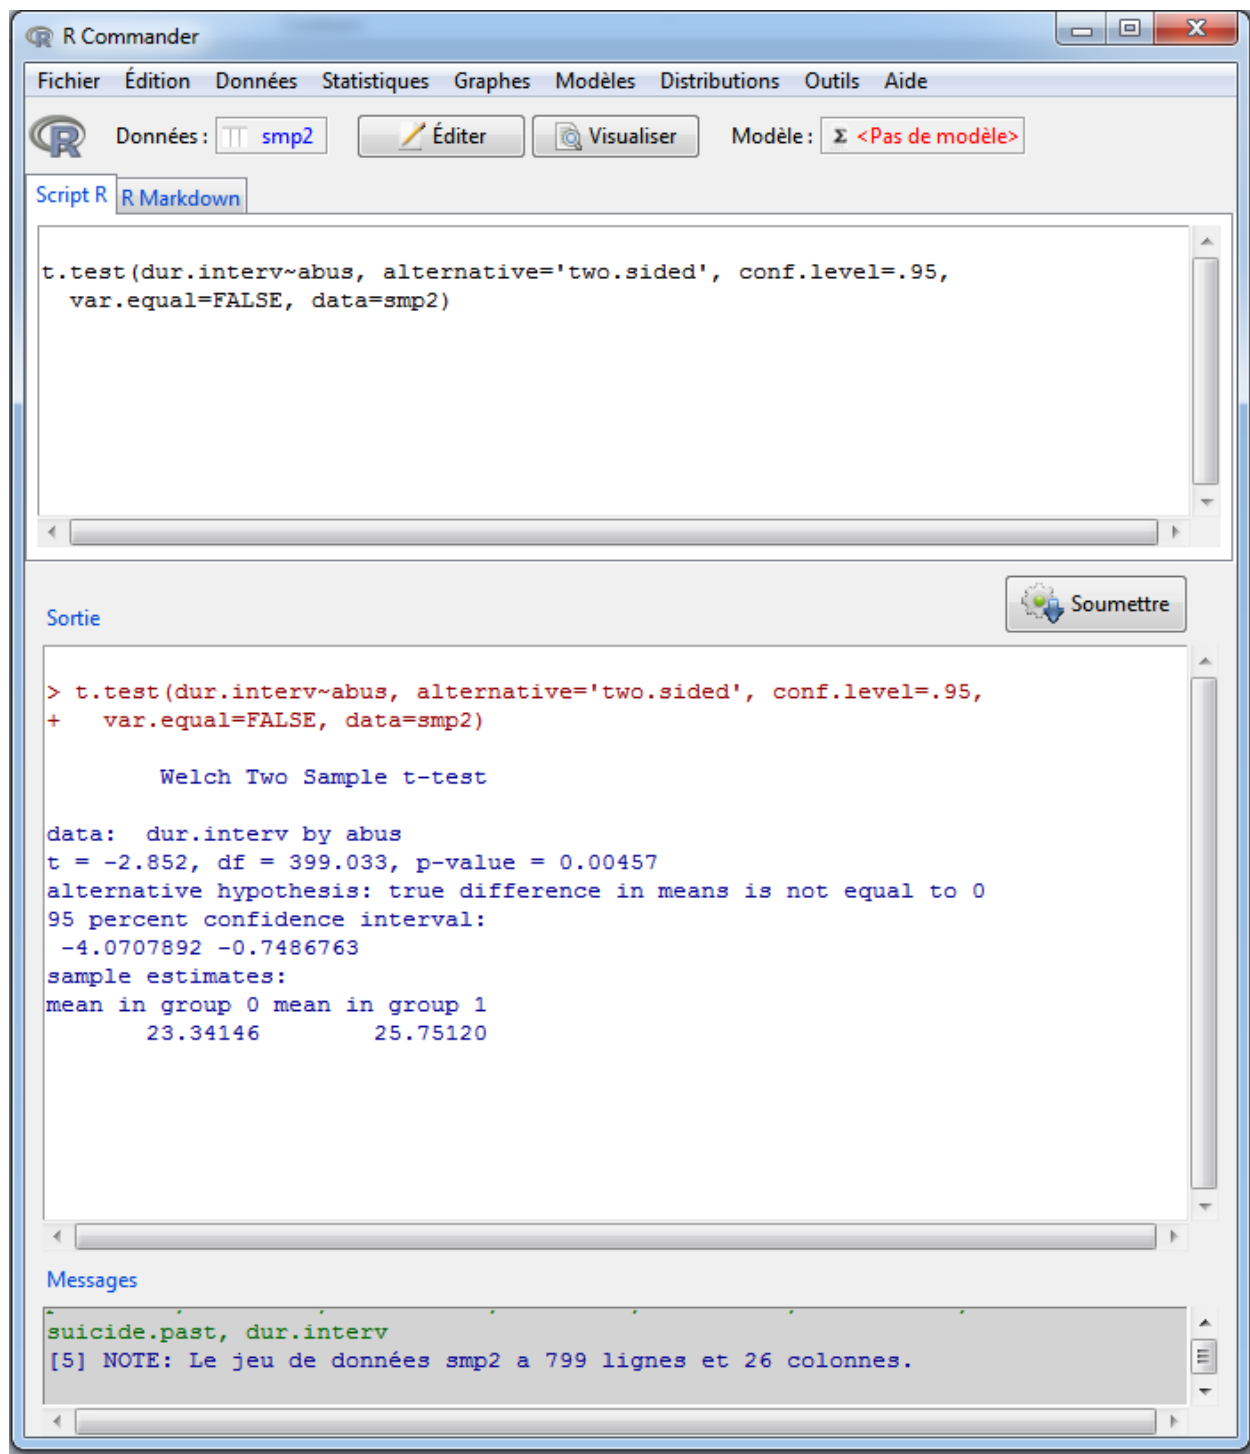 R Commander
Fichier Édition Données Statistiques Graphes Modèles Distributions Outils Aide
Données : smp2 Éditer Visualiser Modèle : Σ <Pas de modèle>
Script R R Markdown
t.test(dur.interv~abus, alternative='two.sided', conf.level=.95,
  var.equal=FALSE, data=smp2)
Soumettre
Sortie
> t.test(dur.interv~abus, alternative='two.sided', conf.level=.95,
+   var.equal=FALSE, data=smp2)
Welch Two Sample t-test
data:  dur.interv by abus
t = -2.852, df = 399.033, p-value = 0.00457
alternative hypothesis: true difference in means is not equal to 0
95 percent confidence interval:
 -4.0707892 -0.7486763
sample estimates:
mean in group 0 mean in group 1
       23.34146        25.75120
Messages
suicide.past, dur.interv
[5] NOTE: Le jeu de données smp2 a 799 lignes et 26 colonnes.